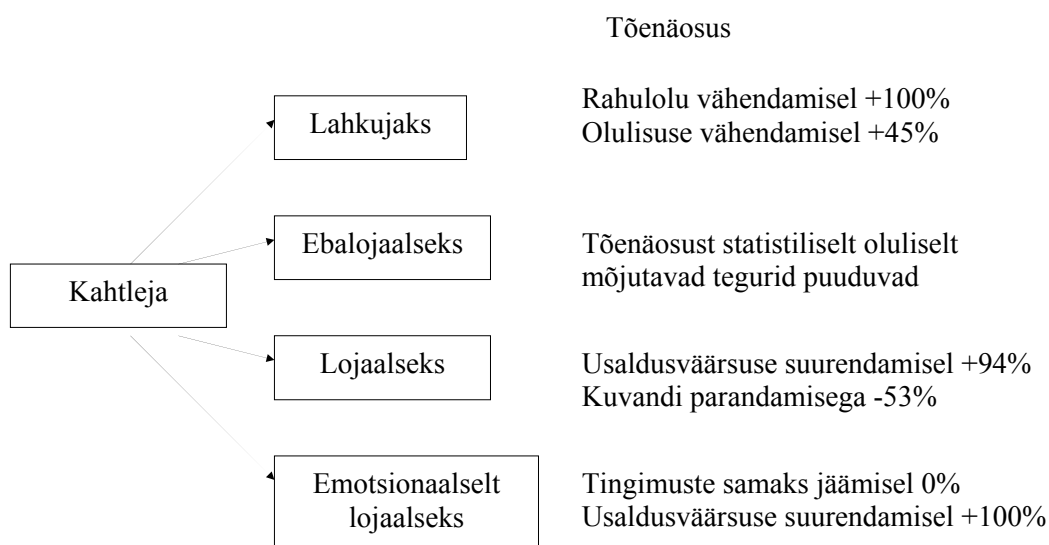 Tõenäosus
Lahkujaks
Rahulolu vähendamisel +100%
Olulisuse vähendamisel +45%
Ebalojaalseks
Tõenäosust statistiliselt oluliselt
mõjutavad tegurid puuduvad
Kahtleja
Lojaalseks
Usaldusväärsuse suurendamisel +94%
Kuvandi parandamisega -53%
Emotsionaalselt
lojaalseks
Tingimuste samaks jäämisel 0%
Usaldusväärsuse suurendamisel +100%